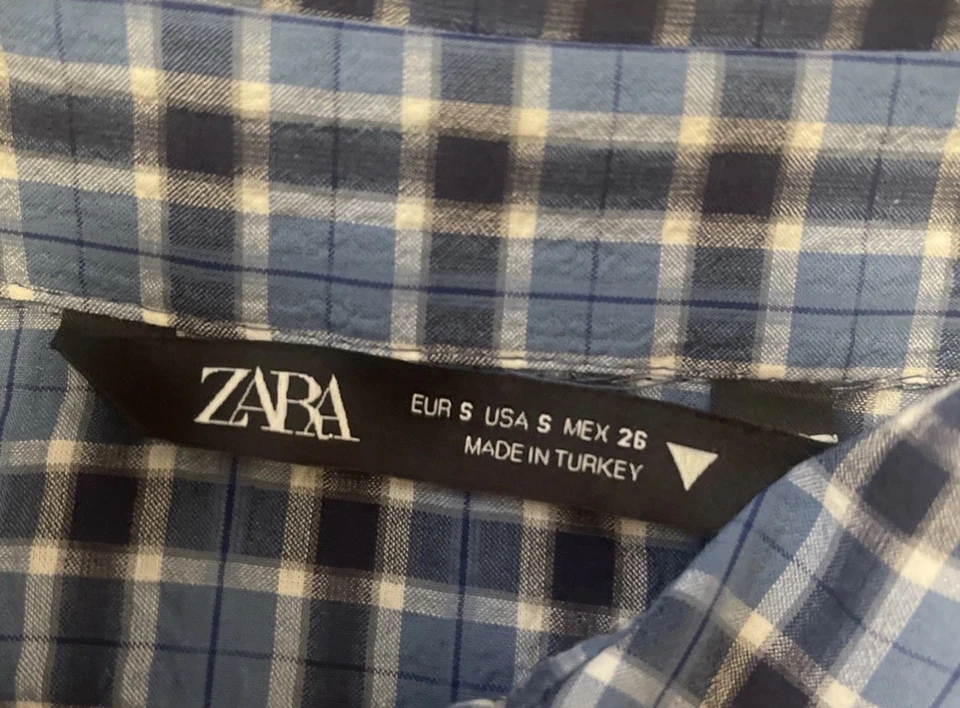 ZARA
EUR S USA S MEX 26
MADE IN TURKEY